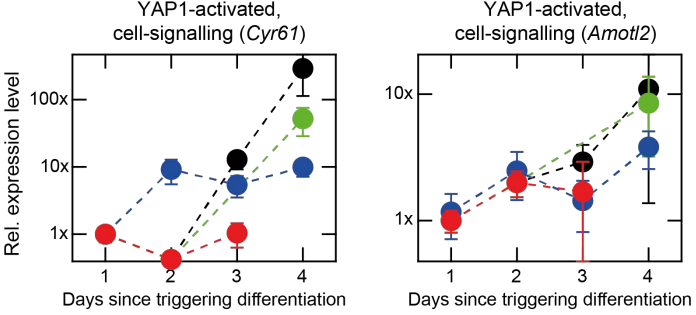 YAP1-activated,
cell-signalling (Cyr61)
Rel. expression level
100x
10x
1x
1 2 3 4
Days since triggering differentiation
YAP1-activated,
cell-signalling (Amotl2)
10x
1x
1 2 3 4
Days since triggering differentiation